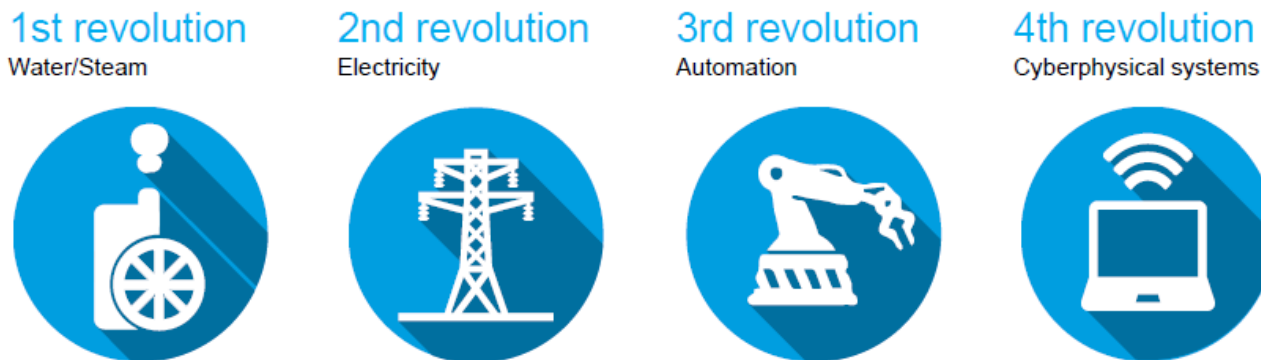 1st revolution
Water/Steam
2nd revolution
Electricity
3rd revolution
Automation
4th revolution
Cyberphysical systems